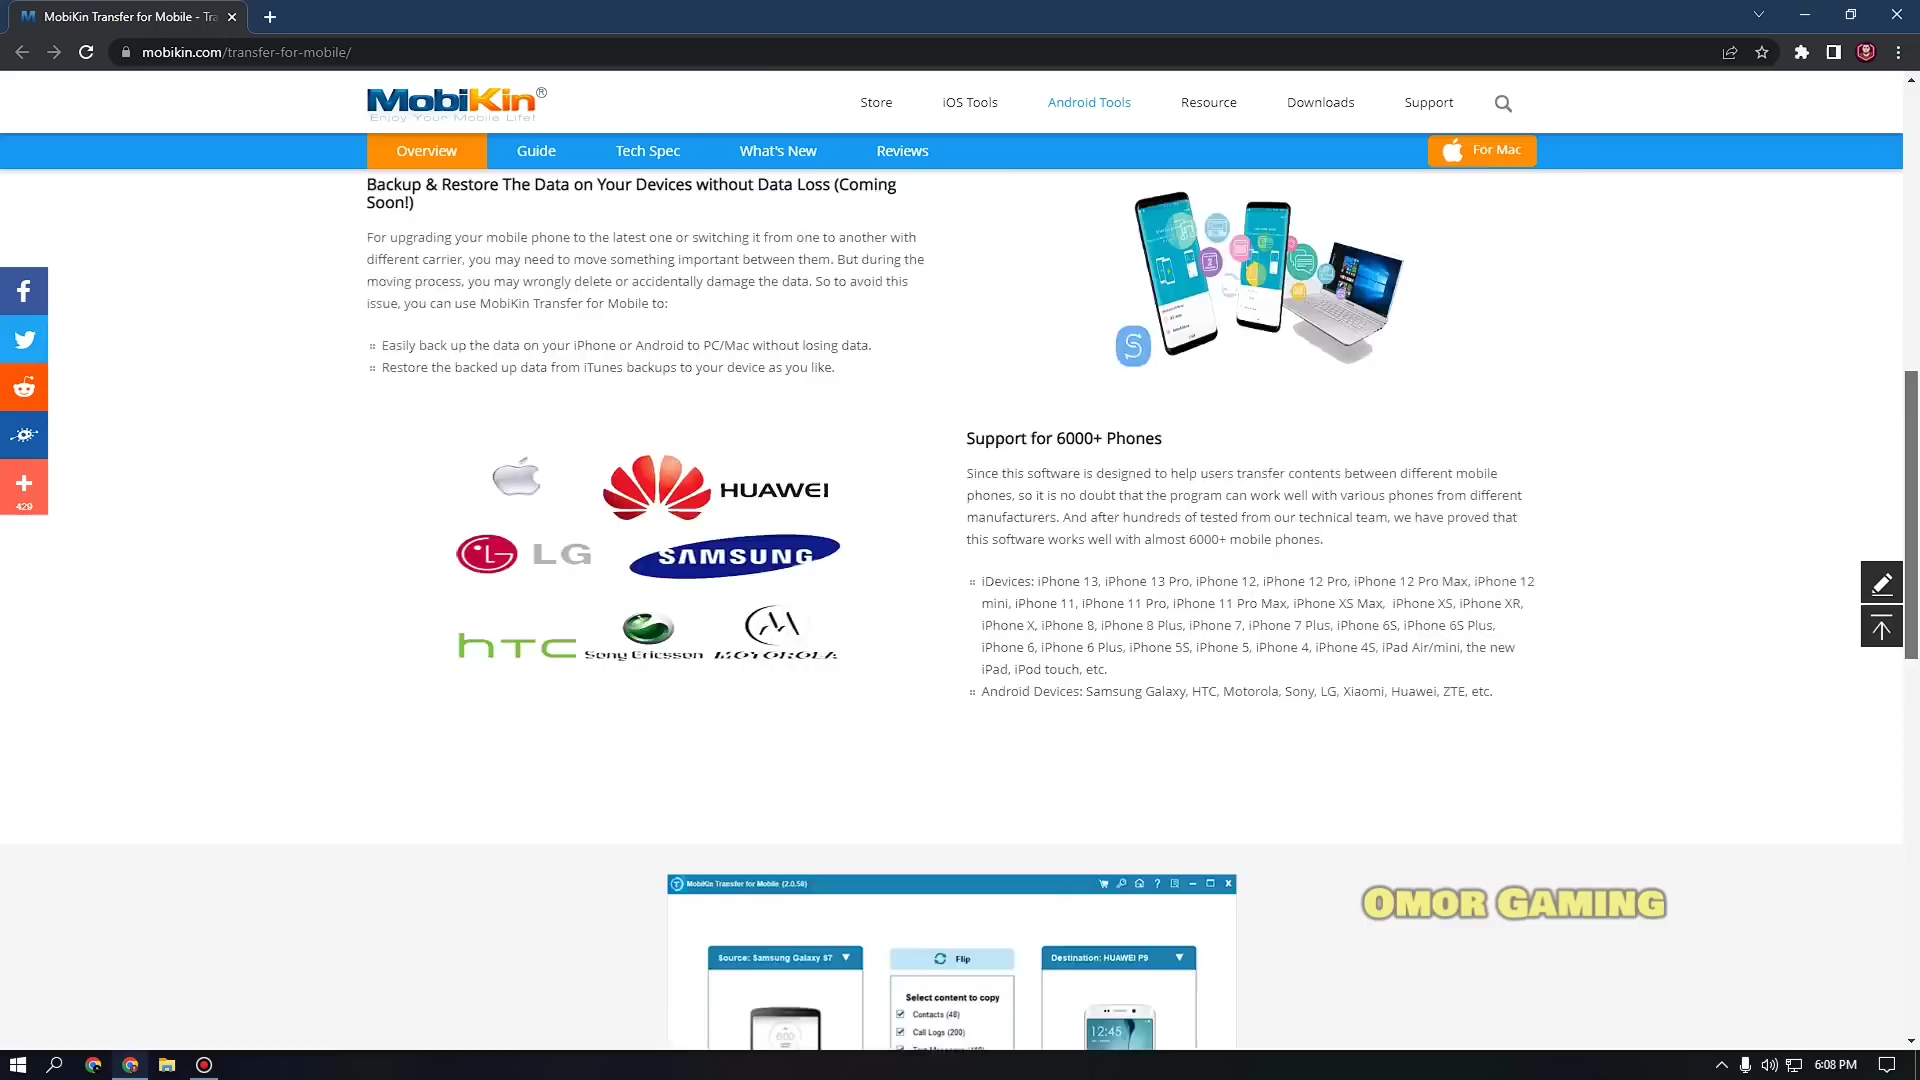 MobiKin Transfer for Mobile - Tra
mobikin.com/transfer-for-mobile/
MobiKin®
Enjoy Your Mobile Life!
Store
iOS Tools
Android Tools
Resource
Downloads
Support
Overview
Guide
Tech Spec
What's New
Reviews
For Mac
Backup & Restore The Data on Your Devices without Data Loss (Coming
Soon!)
For upgrading your mobile phone to the latest one or switching it from one to another with
different carrier, you may need to move something important between them. But during the
moving process, you may wrongly delete or accidentally damage the data. So to avoid this
issue, you can use MobiKin Transfer for Mobile to:
Easily back up the data on your iPhone or Android to PC/Mac without losing data.
Restore the backed up data from iTunes backups to your device as you like.
429
HUAWEI
LG
SAMSUNG
hTC
Sony Ericsson
MOTOROLA
Support for 6000+ Phones
Since this software is designed to help users transfer contents between different mobile
phones, so it is no doubt that the program can work well with various phones from different
manufacturers. And after hundreds of tested from our technical team, we have proved that
this software works well with almost 6000+ mobile phones.
iDevices: iPhone 13, iPhone 13 Pro, iPhone 12, iPhone 12 Pro, iPhone 12 Pro Max, iPhone 12
mini, iPhone 11, iPhone 11 Pro, iPhone 11 Pro Max, iPhone XS Max, iPhone XS, iPhone XR,
iPhone X, iPhone 8, iPhone 8 Plus, iPhone 7, iPhone 7 Plus, iPhone 6S, iPhone 6S Plus,
iPhone 6, iPhone 6 Plus, iPhone 5S, iPhone 5, iPhone 4, iPhone 4S, iPad Air/mini, the new
iPad, iPod touch, etc.
Android Devices: Samsung Galaxy, HTC, Motorola, Sony, LG, Xiaomi, Huawei, ZTE, etc.
MobiKin Transfer for Mobile (2.0.58)
Source: Samsung Galaxy S7
Flip
Destination: HUAWEI P9
Select content to copy
Contacts (48)
Call Logs (200)
12:45
OMOR GAMING
6:08 PM